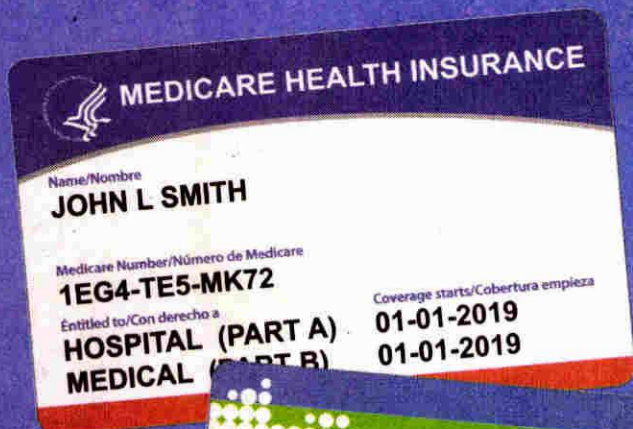 MEDICARE HEALTH INSURANCE
Name/Nombre
JOHN L SMITH
Medicare Number/Número de Medicare
1EG4-TE5-MK72
Entitled to/Con derecho a
HOSPITAL (PART A)
MEDICAL (PART B)
Coverage starts/Cobertura empieza
01-01-2019
01-01-2019